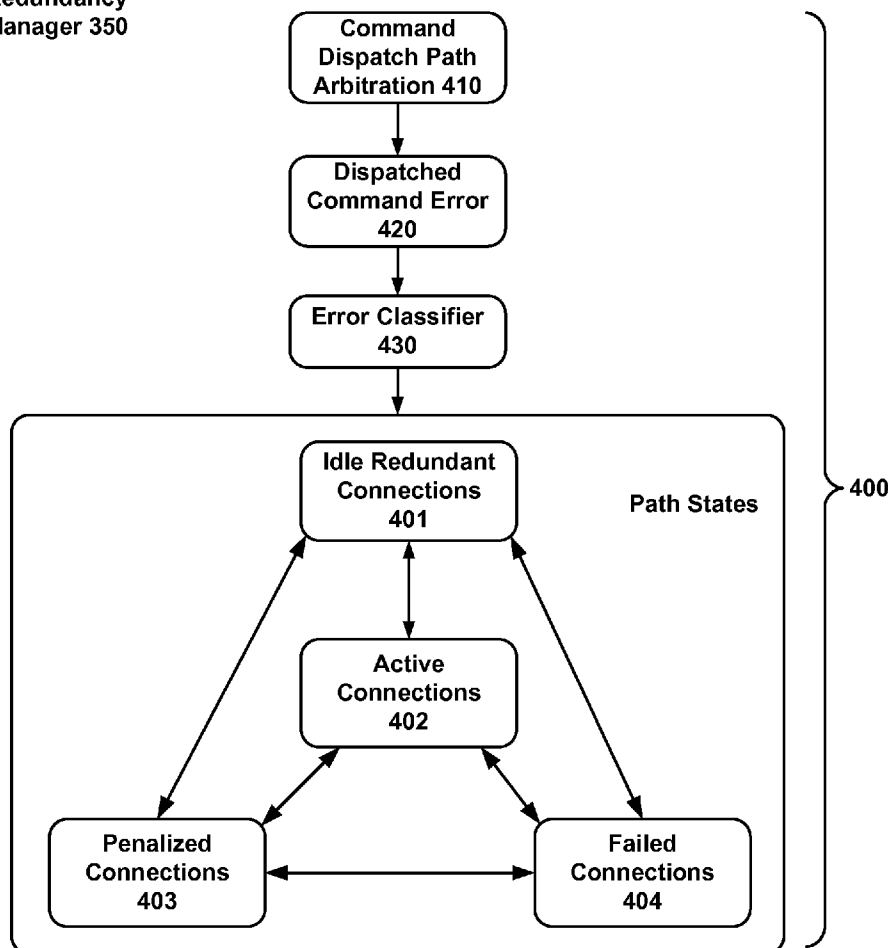 Manager 350
Command
Dispatch Path
Arbitration 410
Dispatched
Command Error
420
Error Classifier
430
Idle Redundant
Connections
401
Path States
400
Active
Connections
402
Penalized
Connections
403
Failed
Connections
404